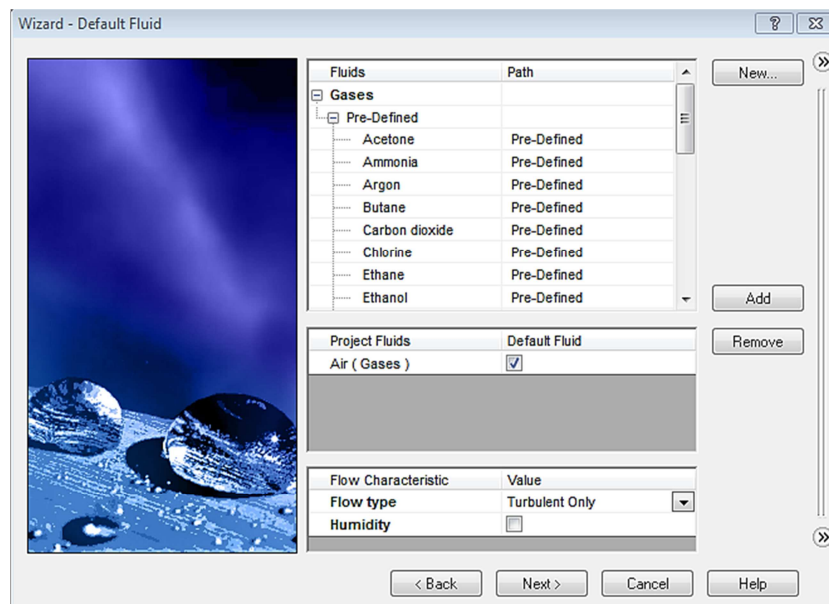 Wizard - Default Fluid
Fluids Path
New...
Gases
Pre-Defined
Acetone Pre-Defined
Ammonia Pre-Defined
Argon Pre-Defined
Butane Pre-Defined
Carbon dioxide Pre-Defined
Chlorine Pre-Defined
Ethane Pre-Defined
Ethanol Pre-Defined
Add
Project Fluids Default Fluid
Remove
Air ( Gases )
Flow Characteristic Value
Flow type Turbulent Only
Humidity
< Back Next > Cancel Help